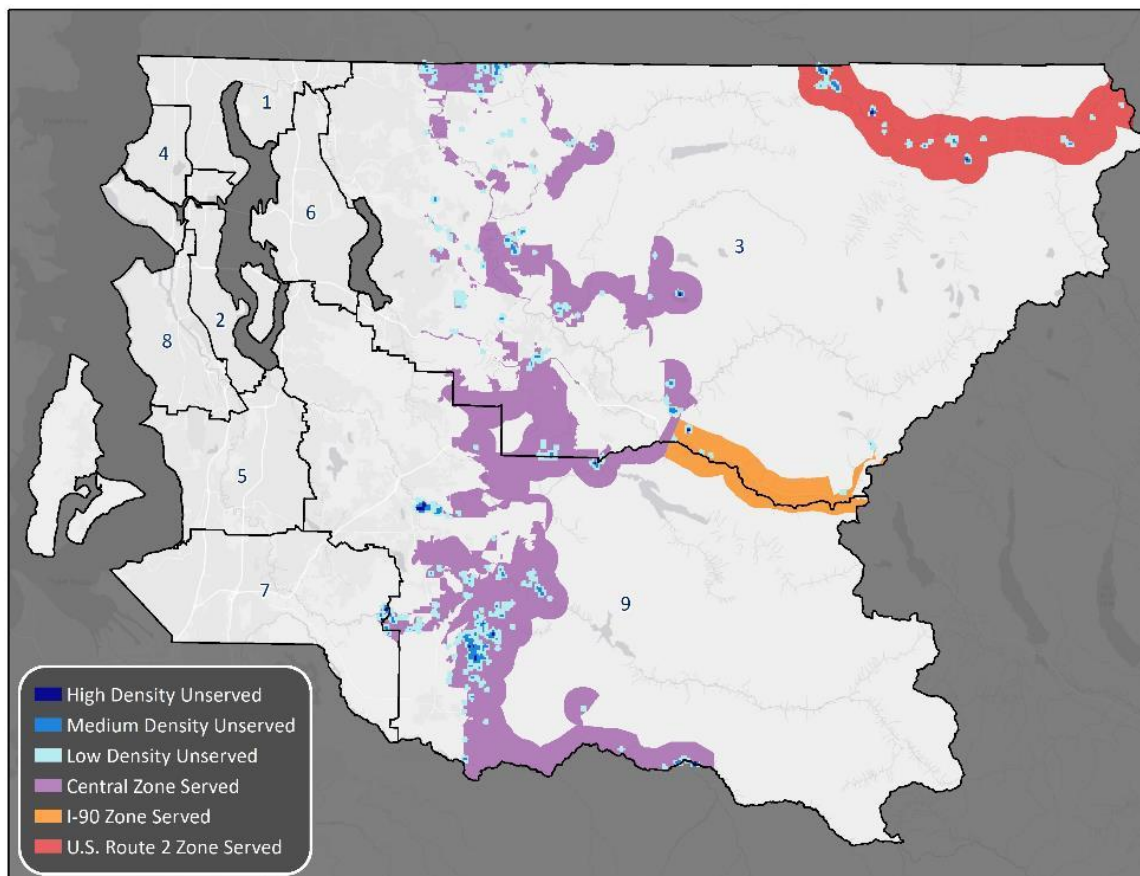 1
4
6
3
2
8
5
7
9
High Density Unserved
Medium Density Unserved
Low Density Unserved
Central Zone Served
I-90 Zone Served
U.S. Route 2 Zone Served